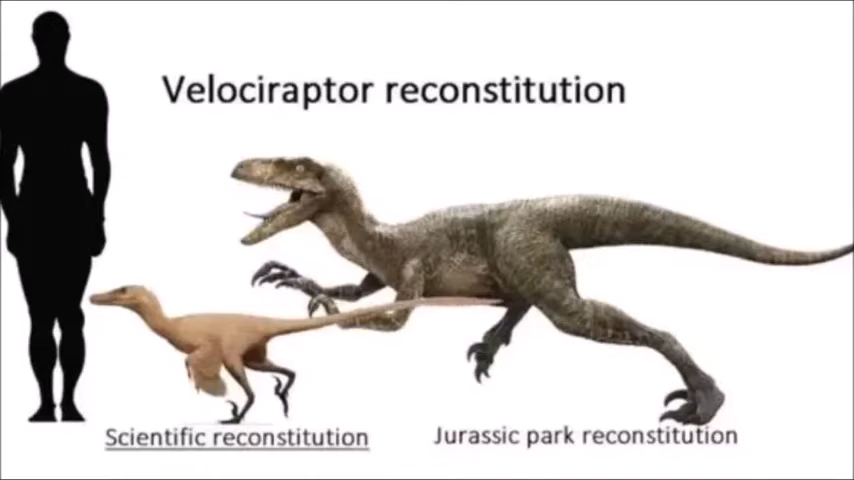 Velociraptor reconstitution
Scientific reconstitution
Jurassic park reconstitution